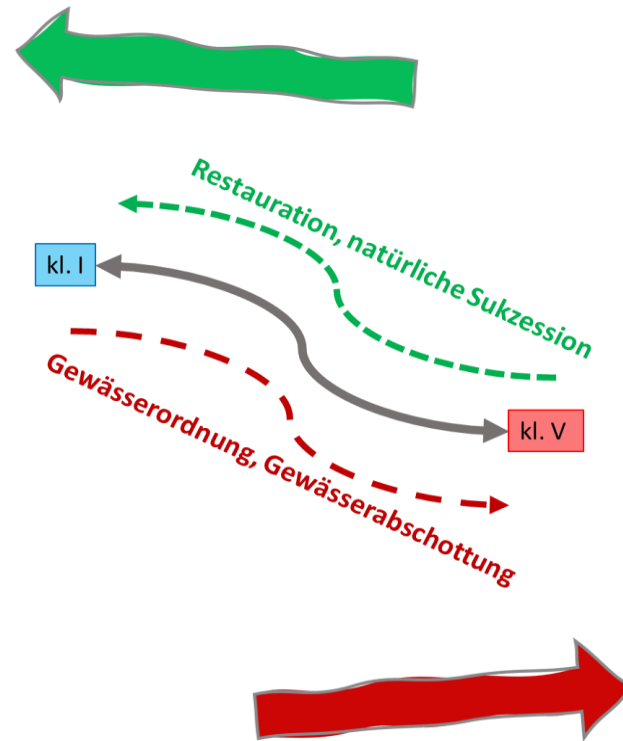 Restauration, natürliche Sukzession
kl. I
kl. V
Gewässerordnung, Gewässerabschottung